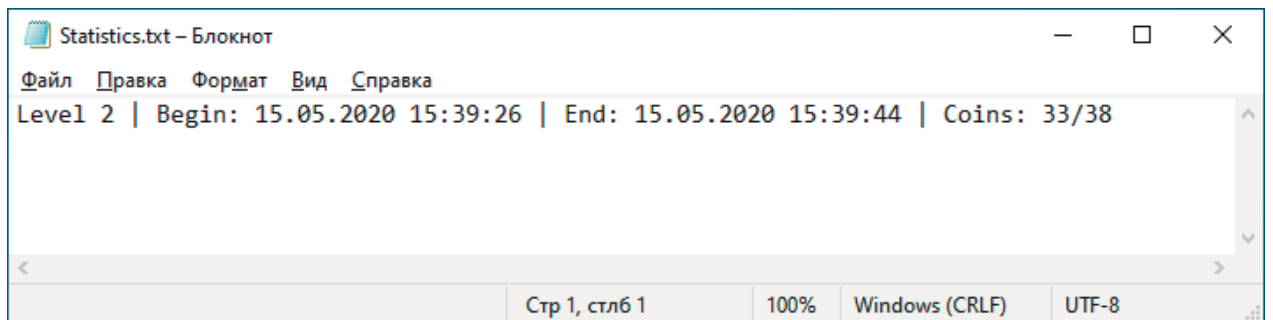 Statistics.txt – Блокнот
Файл Правка Формат Вид Справка
Level 2 | Begin: 15.05.2020 15:39:26 | End: 15.05.2020 15:39:44 | Coins: 33/38
Стр 1, стлб 1 100% Windows (CRLF) UTF-8